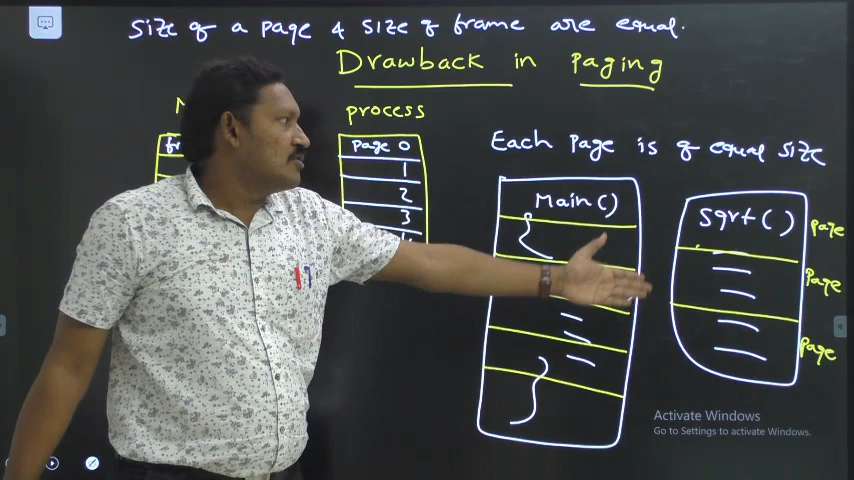 Size of a page & size of frame are equal.
Drawback in Paging
process
Page 0
1
2
3
Each page is of equal size
Main()
Sqrt()
page
page
page
Activate Windows
Go to Settings to activate Windows.